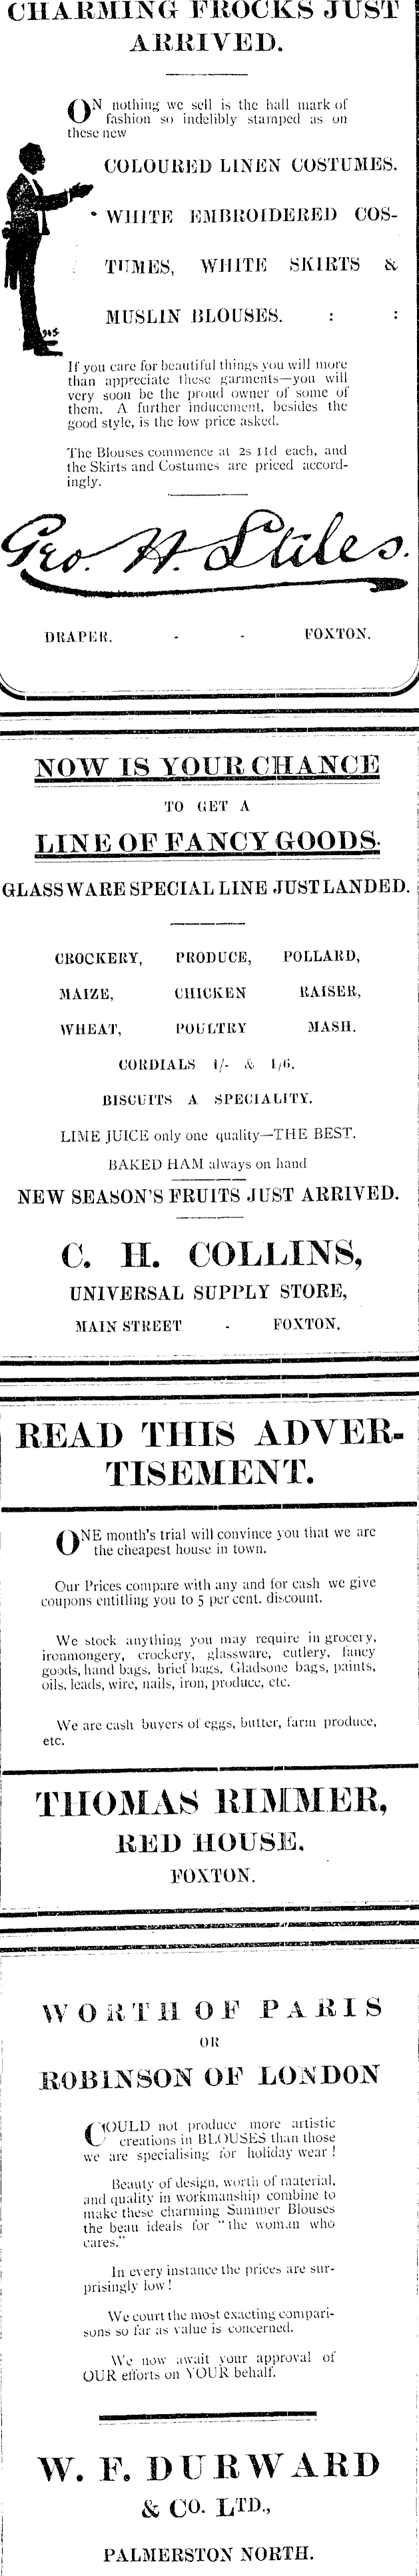 CHARMING FROCKS JUST
ARRIVED.
ON nothing we sell is the hall mark of
fashion so indelibly stamped as on
these new
COLOURED LINEN COSTUMES.
WHITE EMBROIDERED COS-
TUMES, WHITE SKIRTS &
MUSLIN BLOUSES. : :
If you care for beautiful things you will more
than appreciate these garments—you will
very soon be the proud owner of some of
them. A further inducement, besides the
good style, is the low price asked.
The Blouses commence at 2s 11d each, and
the Skirts and Costumes are priced accord-
ingly.
Geo. H. Stiles.
DRAPER. - - FOXTON.
NOW IS YOUR CHANCE
TO GET A
LINE OF FANCY GOODS.
GLASSWARE SPECIAL LINE JUST LANDED.
CROCKERY, PRODUCE, POLLARD,
MAIZE, CHICKEN RAISER,
WHEAT, POULTRY MASH.
CORDIALS 1/- & 1/6.
BISCUITS A SPECIALITY.
LIME JUICE only one quality—THE BEST.
BAKED HAM always on hand
NEW SEASON'S FRUITS JUST ARRIVED.
C. H. COLLINS,
UNIVERSAL SUPPLY STORE,
MAIN STREET - FOXTON.
READ THIS ADVER-
TISEMENT.
ONE month's trial will convince you that we are
the cheapest house in town.
Our Prices compare with any and for cash we give
coupons entitling you to 5 per cent. discount.
We stock anything you may require in grocery,
ironmongery, crockery, glassware, cutlery, fancy
goods, hand bags, brief bags, Gladsone bags, paints,
oils, leads, wire, nails, iron, produce, etc.
We are cash buyers of eggs, butter, farm produce,
etc.
THOMAS RIMMER,
RED HOUSE,
FOXTON.
WORTH OF PARIS
OR
ROBINSON OF LONDON
COULD not produce more artistic
creations in BLOUSES than those
we are specialising for holiday wear !
Beauty of design, worth of material,
and quality in workmanship combine to
make these charming Summer Blouses
the beau ideals for "the woman who
cares."
In every instance the prices are sur-
prisingly low !
We court the most exacting compari-
sons so far as value is concerned.
We now await your approval of
OUR efforts on YOUR behalf.
W. F. DURWARD
& CO. LTD.,
PALMERSTON NORTH.